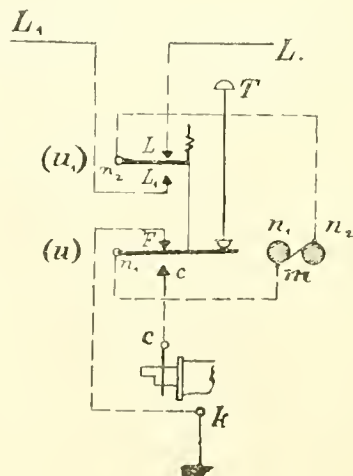 L₁ L.
T
L
(u₁) n₂ L₁
n₁ n₂
(u) F
n₁ c m
c
k